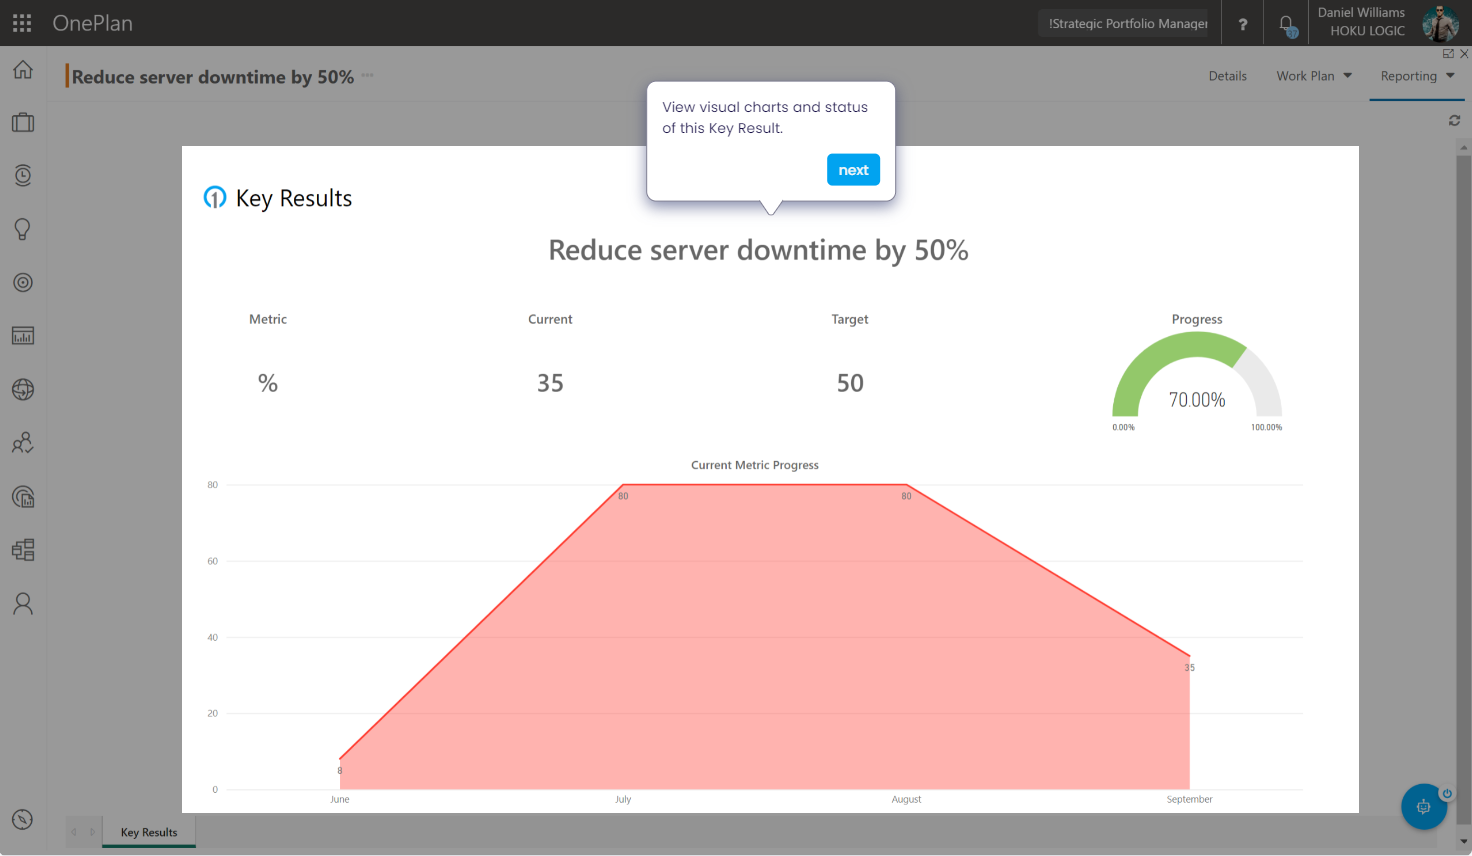 OnePlan
!Strategic Portfolio Manager
?
Daniel Williams
HOKU LOGIC
Reduce server downtime by 50%
Details
Work Plan
Reporting
View visual charts and status
of this Key Result.
next
Key Results
Reduce server downtime by 50%
Metric
Current
Target
Progress
%
35
50
70.00%
0.00%
100.00%
Current Metric Progress
80
60
40
20
0
8
80
80
35
June
July
August
September
Key Results